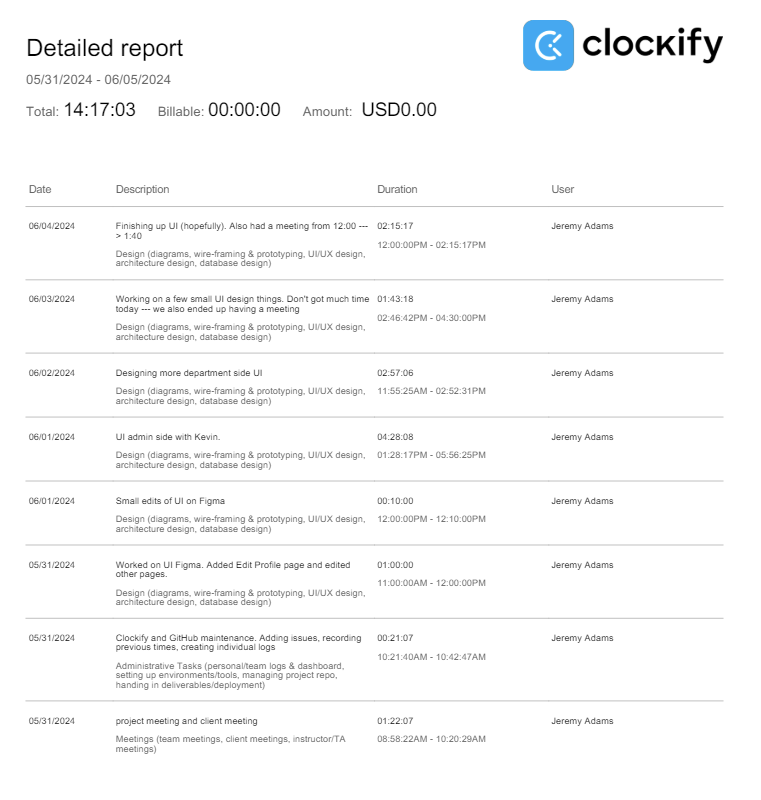 Detailed report
clockify
05/31/2024 - 06/05/2024
Total: 14:17:03 Billable: 00:00:00 Amount: USD0.00
Date Description Duration User
06/04/2024 Finishing up UI (hopefully). Also had a meeting from 12:00 --- 02:15:17 Jeremy Adams
> 1:40
12:00:00PM - 02:15:17PM
Design (diagrams, wire-framing & prototyping, UI/UX design,
architecture design, database design)
06/03/2024 Working on a few small UI design things. Don't got much time 01:43:18 Jeremy Adams
today --- we also ended up having a meeting
02:46:42PM - 04:30:00PM
Design (diagrams, wire-framing & prototyping, UI/UX design,
architecture design, database design)
06/02/2024 Designing more department side UI 02:57:06 Jeremy Adams
Design (diagrams, wire-framing & prototyping, UI/UX design, 11:55:25AM - 02:52:31PM
architecture design, database design)
06/01/2024 UI admin side with Kevin. 04:28:08 Jeremy Adams
Design (diagrams, wire-framing & prototyping, UI/UX design, 01:28:17PM - 05:56:25PM
architecture design, database design)
06/01/2024 Small edits of UI on Figma 00:10:00 Jeremy Adams
Design (diagrams, wire-framing & prototyping, UI/UX design, 12:00:00PM - 12:10:00PM
architecture design, database design)
05/31/2024 Worked on UI Figma. Added Edit Profile page and edited 01:00:00 Jeremy Adams
other pages.
11:00:00AM - 12:00:00PM
Design (diagrams, wire-framing & prototyping, UI/UX design,
architecture design, database design)
05/31/2024 Clockify and GitHub maintenance. Adding issues, recording 00:21:07 Jeremy Adams
previous times, creating individual logs
10:21:40AM - 10:42:47AM
Administrative Tasks (personal/team logs & dashboard,
setting up environments/tools, managing project repo,
handing in deliverables/deployment)
05/31/2024 project meeting and client meeting 01:22:07 Jeremy Adams
Meetings (team meetings, client meetings, instructor/TA 08:58:22AM - 10:20:29AM
meetings)